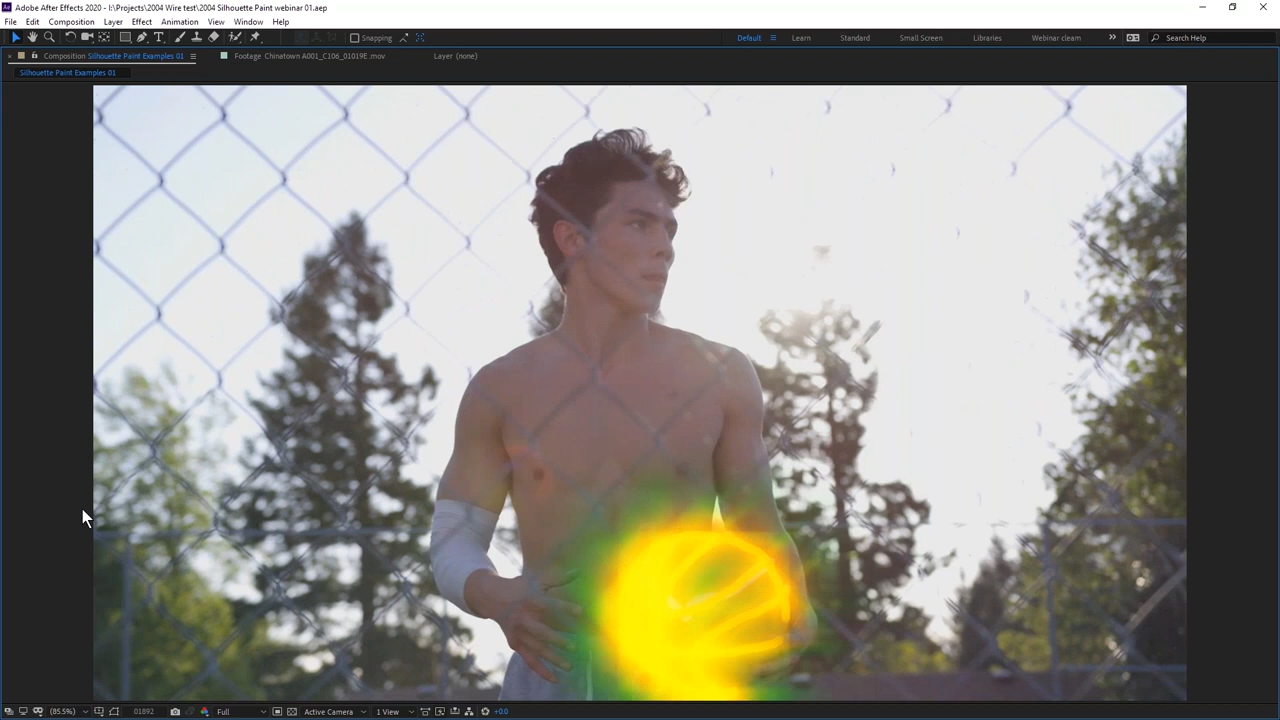 Adobe After Effects 2020 - I:\Projects\2004 Wire test\2004 Silhouette Paint webinar 01.aep
File Edit Composition Layer Effect Animation View Window Help
Snapping Default Learn Standard Small Screen Libraries Webinar clean Search Help
Composition Silhouette Paint Examples 01 Footage Chinatown A001_C106_01019E.mov Layer (none)
Silhouette Paint Examples 01
(85.5%) 01892 Full Active Camera 1 View +0.0